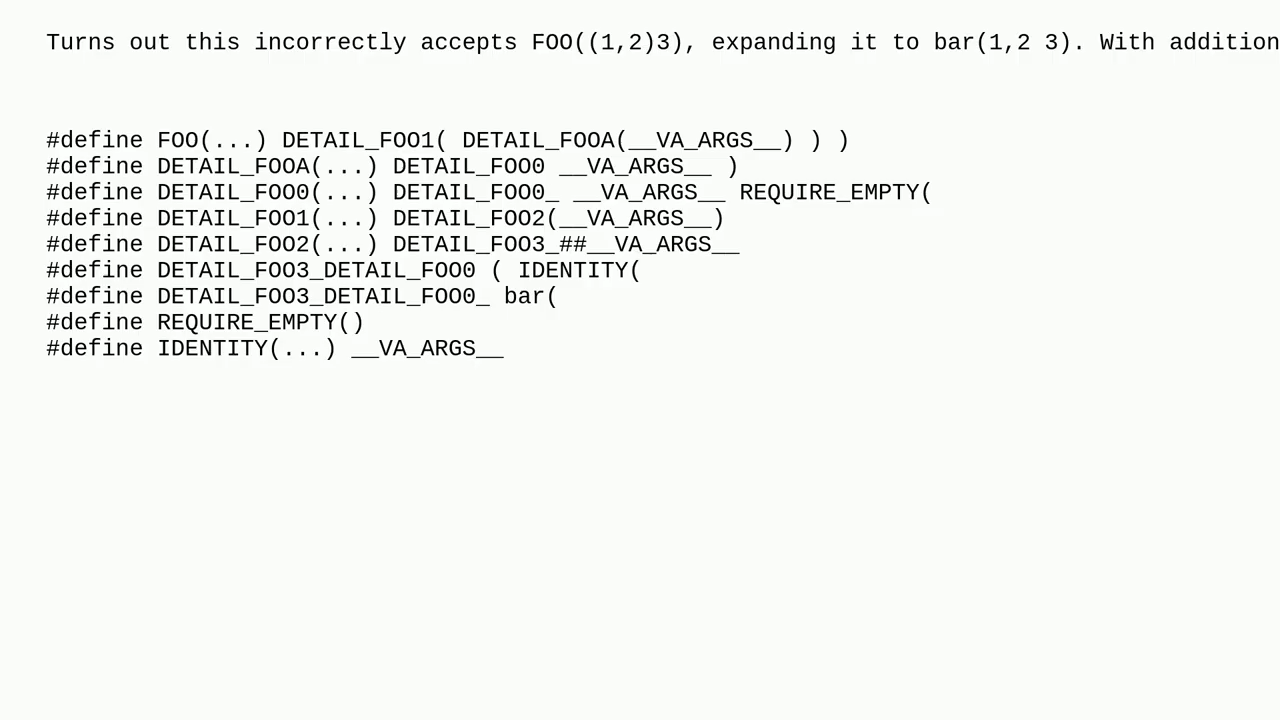 Turns out this incorrectly accepts FOO((1,2)3), expanding it to bar(1,2 3). With addition
#define FOO(...) DETAIL_FOO1( DETAIL_FOOA(__VA_ARGS__) ) )
#define DETAIL_FOOA(...) DETAIL_FOO0 __VA_ARGS__ )
#define DETAIL_FOO0(...) DETAIL_FOO0_ __VA_ARGS__ REQUIRE_EMPTY(
#define DETAIL_FOO1(...) DETAIL_FOO2(__VA_ARGS__)
#define DETAIL_FOO2(...) DETAIL_FOO3_##__VA_ARGS__
#define DETAIL_FOO3_DETAIL_FOO0 ( IDENTITY(
#define DETAIL_FOO3_DETAIL_FOO0_ bar(
#define REQUIRE_EMPTY()
#define IDENTITY(...) __VA_ARGS__